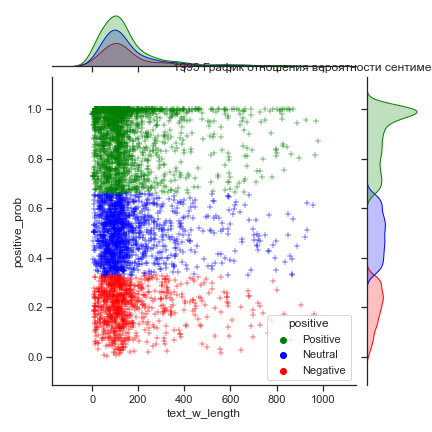 1995 График отношения вероятности сентиме
positive_prob
1.0
0.8
0.6
0.4
0.2
0.0
positive
Positive
Neutral
Negative
0 200 400 600 800 1000
text_w_length